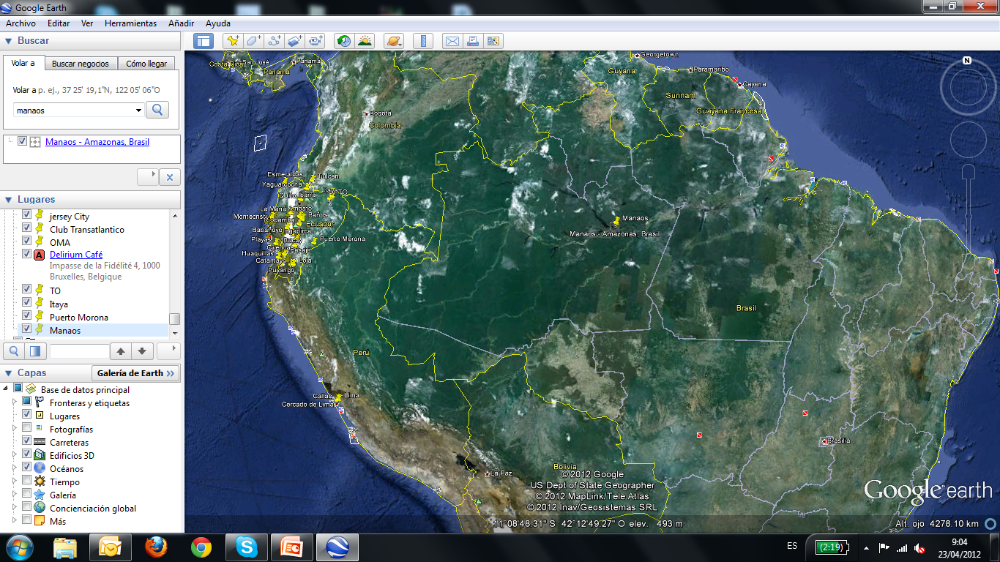 Google Earth
Archivo Editar Ver Herramientas Añadir Ayuda
Buscar
Volar a Buscar negocios Cómo llegar
Volar a p. ej., 37 25' 19,1"N, 122 05' 06"O
manaos
Manaos - Amazonas, Brasil
Lugares
jersey City
Club Transatlantico
OMA
Delirium Café
Impasse de la Fidélité 4, 1000
Bruxelles, Belgique
TO
Itaya
Puerto Morona
Manaos
Capas
Galería de Earth >>
Base de datos principal
Fronteras y etiquetas
Lugares
Fotografías
Carreteras
Edificios 3D
Océanos
Tiempo
Galería
Concienciación global
Más
N
Costa Rica
San José
Panamá
Panamá
Georgetown
Guyana
Paramaribo
Surinam
Cayena
Guayana Francesa
Bogotá
Colombia
Esmeraldas
Tulcan
Yaguarcocha
Itaya
TO
Quito
Ibarra
La Maná
Ambato
Baños
Montecristi
Riobamba
Ecuador
Babahoyo
Ingapirca
Playas
Bucay
Puerto Morona
Cuenca
Pasaje
Huaquillas
Catamayo
Loja
Puyango
Manaos
Manaos - Amazonas, Brasil
Brasil
Perú
Callao
Lima
Cercado de Lima
Brasilia
La Paz
Bolivia
© 2012 Google
US Dept of State Geographer
© 2012 MapLink/Tele Atlas
© 2012 Inav/Geosistemas SRL
Google earth
11°08'48.31" S 42°12'49.27" O elev. 493 m
Alt. ojo 4278.10 km
ES
(2:19)
9:04
23/04/2012